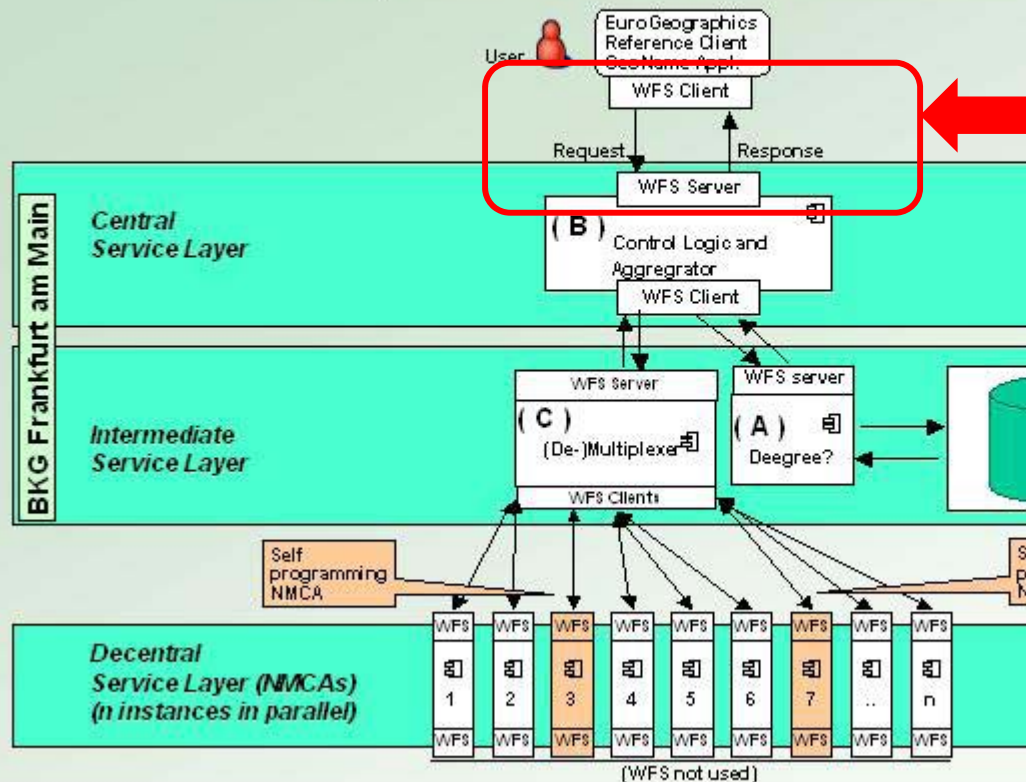 EuroGeographics
Reference Client
GeoName Appl.
User
WFS Client
Request
Response
WFS Server
BKG Frankfurt am Main
Central
Service Layer
( B )
Control Logic and
Aggregrator
WFS Client
WFS Server
WFS server
Intermediate
Service Layer
( C )
(De-)Multiplexer
( A )
Deegree?
WFS Clients
Self
programming
NMCA
S
p
N
WFS WFS WFS WFS WFS WFS WFS WFS WFS
Decentral
Service Layer (NMCAs)
(n instances in parallel)
1 2 3 4 5 6 7 .. n
WFS WFS WFS WFS WFS WFS WFS WFS WFS
(WFS not used)